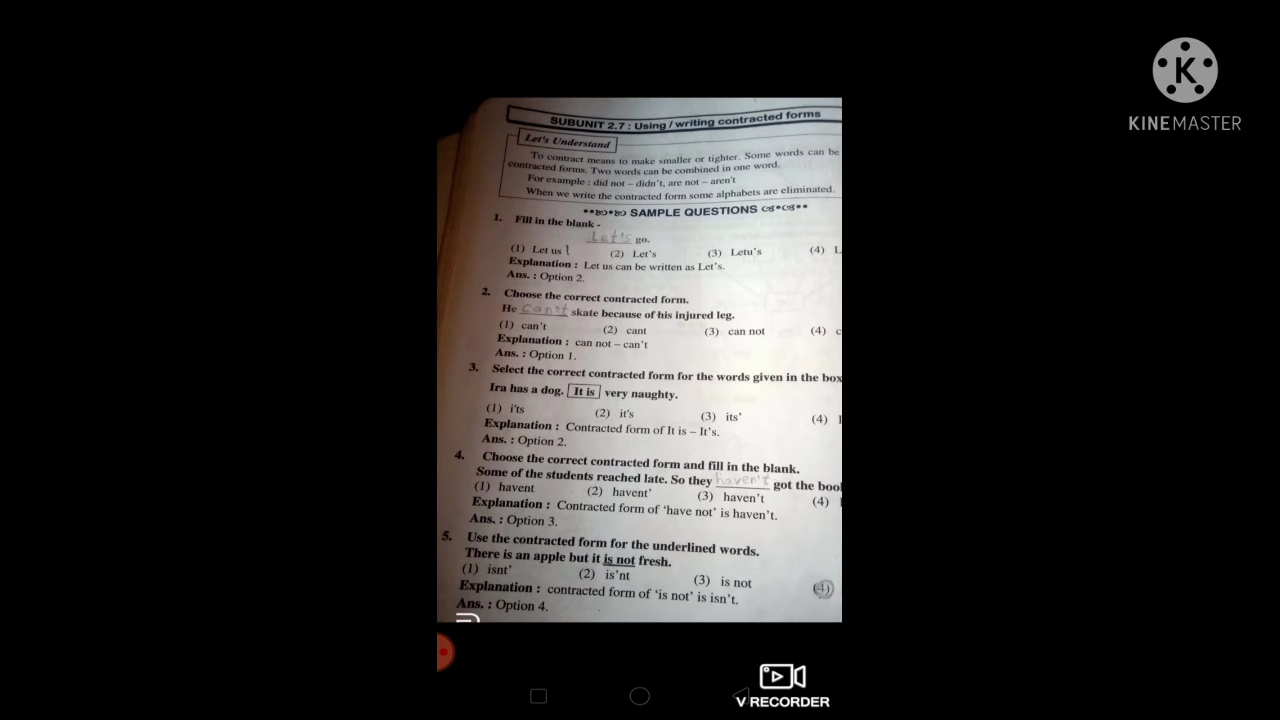 KINEMASTER
SUBUNIT 2.7 : Using / writing contracted forms
Let's Understand
To contract means to make smaller or tighter. Some words can be
contracted forms. Two words can be combined in one word.
For example : did not – didn't, are not – aren't
When we write the contracted form some alphabets are eliminated.
SAMPLE QUESTIONS
1. Fill in the blank -
Let's go.
(1) Let us (2) Let's (3) Letu's (4) L
Explanation : Let us can be written as Let's.
Ans. : Option 2.
2. Choose the correct contracted form.
He can't skate because of his injured leg.
(1) can't (2) cant (3) can not (4) c
Explanation : can not – can't
Ans. : Option 1.
3. Select the correct contracted form for the words given in the box
Ira has a dog. It is very naughty.
(1) i'ts (2) it's (3) its' (4)
Explanation : Contracted form of It is – It's.
Ans. : Option 2.
4. Choose the correct contracted form and fill in the blank.
Some of the students reached late. So they haven't got the boo
(1) havent (2) havent' (3) haven't (4)
Explanation : Contracted form of 'have not' is haven't.
Ans. : Option 3.
5. Use the contracted form for the underlined words.
There is an apple but it is not fresh.
(1) isnt' (2) is'nt (3) is not (4)
Explanation : contracted form of 'is not' is isn't.
Ans. : Option 4.
V RECORDER